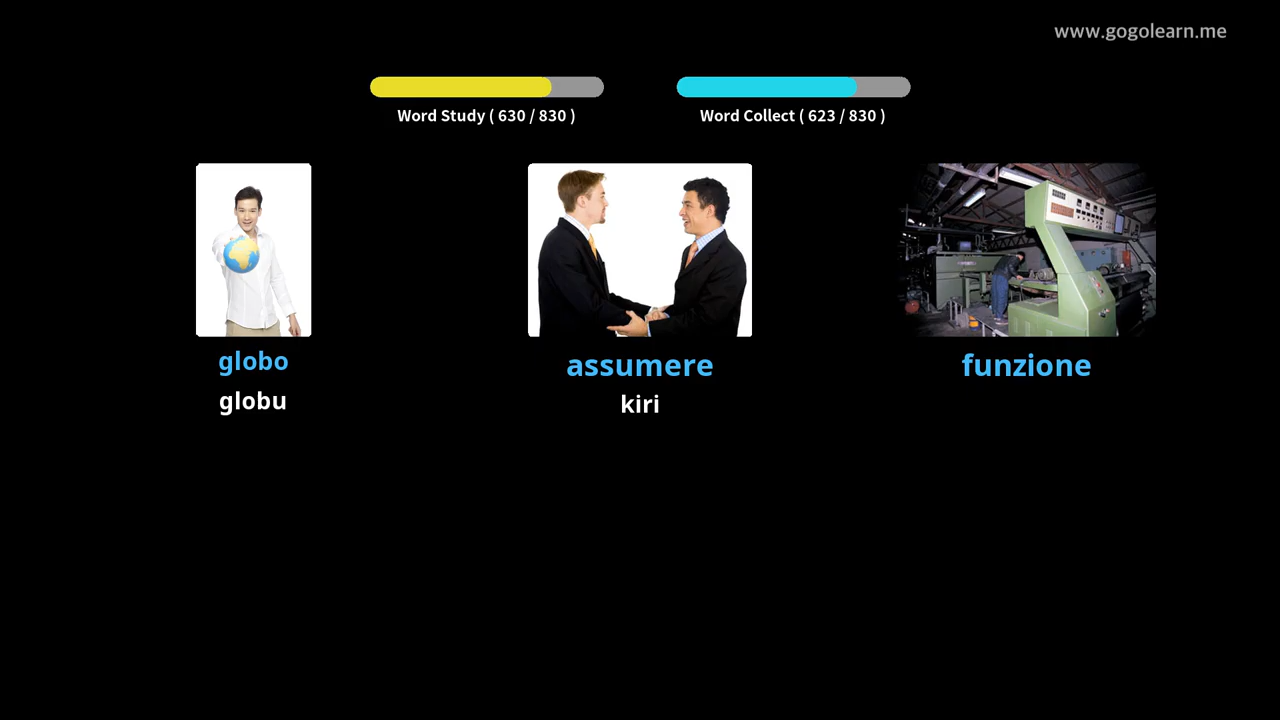 www.gogolearn.me
Word Study ( 630 / 830 )
Word Collect ( 623 / 830 )
globo
assumere
funzione
globu
kiri